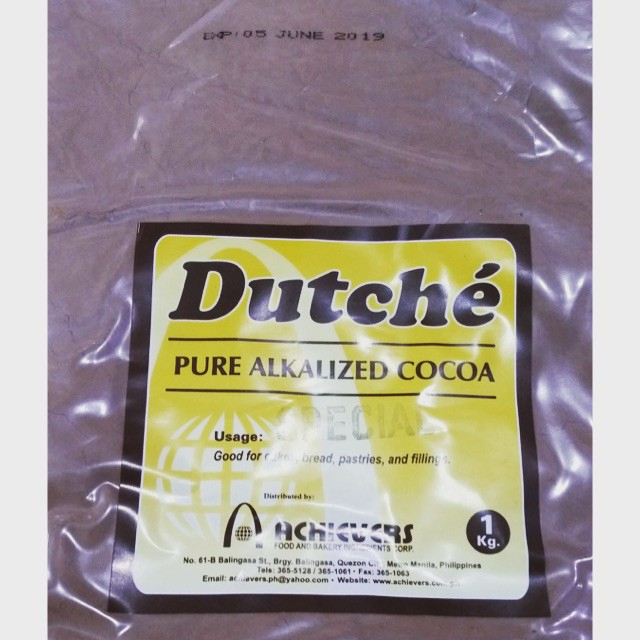 EXP: 05 JUNE 2019
Dutché
PURE ALKALIZED COCOA
SPECIAL
Usage:
Good for cakes, bread, pastries, and fillings.
Distributed by:
ACHIEVERS
FOOD AND BAKERY INGREDIENTS CORP.
1
Kg.
No. 61-B Balingasa St., Brgy. Balingasa, Quezon City, Metro Manila, Philippines
Tels: 365-5128 / 365-1061 • Fax: 365-1063
Email: achievers.ph@yahoo.com • Website: www.achievers.com.ph